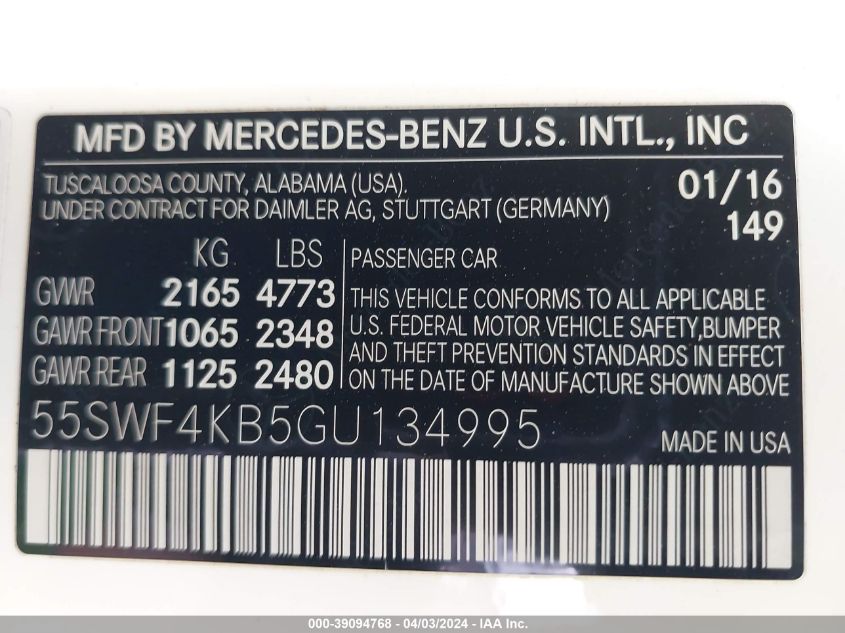 MFD BY MERCEDES-BENZ U.S. INTL., INC
TUSCALOOSA COUNTY, ALABAMA (USA).
UNDER CONTRACT FOR DAIMLER AG, STUTTGART (GERMANY)
01/16
149
KG LBS
GVWR 2165 4773
GAWR FRONT 1065 2348
GAWR REAR 1125 2480
PASSENGER CAR
THIS VEHICLE CONFORMS TO ALL APPLICABLE
U.S. FEDERAL MOTOR VEHICLE SAFETY,BUMPER
AND THEFT PREVENTION STANDARDS IN EFFECT
ON THE DATE OF MANUFACTURE SHOWN ABOVE
55SWF4KB5GU134995
MADE IN USA
000-39094768 - 04/03/2024 - IAA Inc.